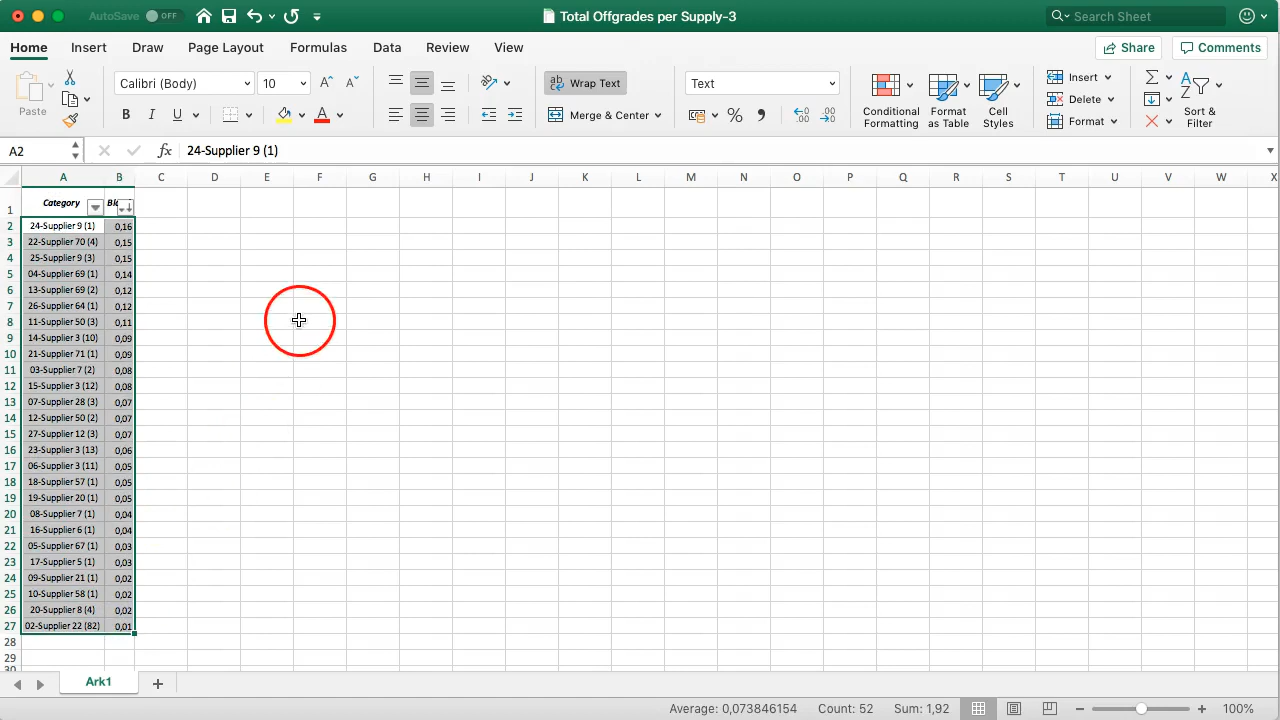 AutoSave OFF
Total Offgrades per Supply-3
Search Sheet
Home Insert Draw Page Layout Formulas Data Review View
Share Comments
Paste
Calibri (Body) 10
Wrap Text
Merge & Center
Text
Conditional Formatting
Format as Table
Cell Styles
Insert
Delete
Format
Sort & Filter
A2
fx 24-Supplier 9 (1)
A B C D E F G H I J K L M N O P Q R S T U V W X
1 Category Blo
2 24-Supplier 9 (1) 0,16
3 22-Supplier 70 (4) 0,15
4 25-Supplier 9 (3) 0,15
5 04-Supplier 69 (1) 0,14
6 13-Supplier 69 (2) 0,12
7 26-Supplier 64 (1) 0,12
8 11-Supplier 50 (3) 0,11
9 14-Supplier 3 (10) 0,09
10 21-Supplier 71 (1) 0,09
11 03-Supplier 7 (2) 0,08
12 15-Supplier 3 (12) 0,08
13 07-Supplier 28 (3) 0,07
14 12-Supplier 50 (2) 0,07
15 27-Supplier 12 (3) 0,07
16 23-Supplier 3 (13) 0,06
17 06-Supplier 3 (11) 0,05
18 18-Supplier 57 (1) 0,05
19 19-Supplier 20 (1) 0,05
20 08-Supplier 7 (1) 0,04
21 16-Supplier 6 (1) 0,04
22 05-Supplier 67 (1) 0,03
23 17-Supplier 5 (1) 0,03
24 09-Supplier 21 (1) 0,02
25 10-Supplier 58 (1) 0,02
26 20-Supplier 8 (4) 0,02
27 02-Supplier 22 (82) 0,01
28
29
30
Ark1
Average: 0,073846154 Count: 52 Sum: 1,92 100%